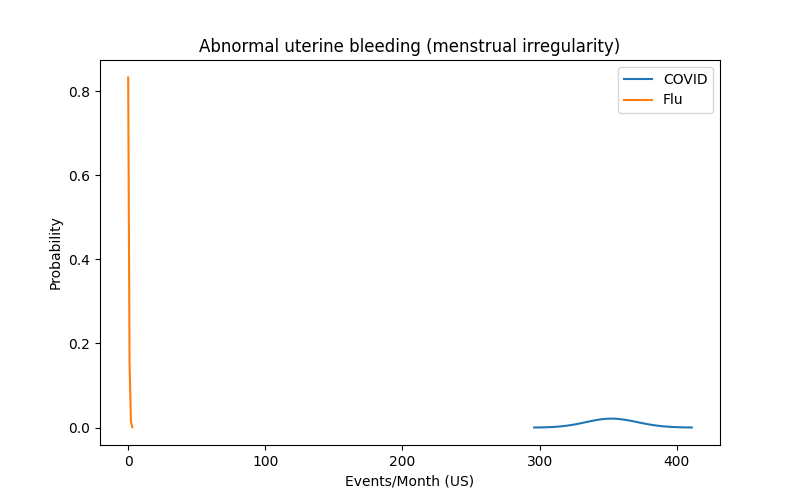 Abnormal uterine bleeding (menstrual irregularity)
COVID
Flu
0.8
0.6
0.4
0.2
0.0
Probability
0
100
200
300
400
Events/Month (US)